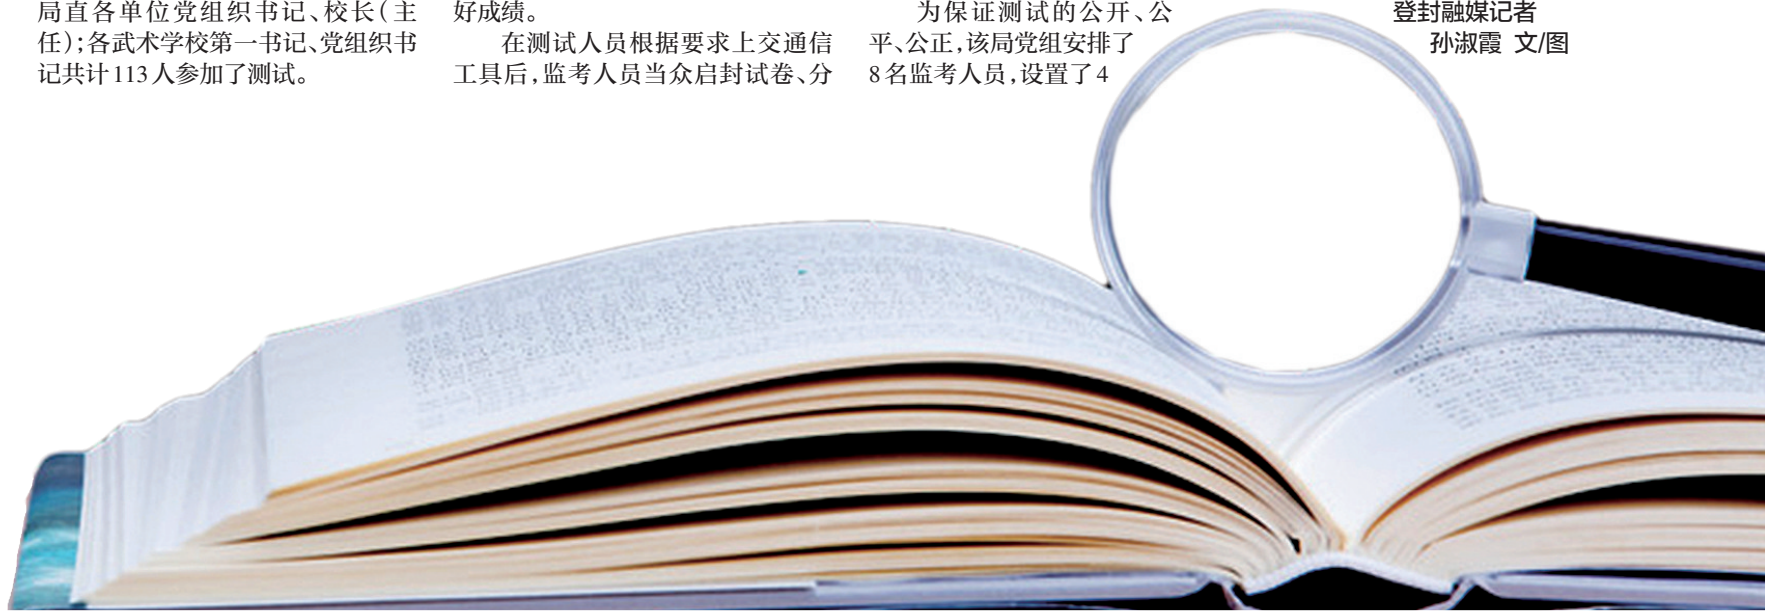 局直各单位党组织书记、校长(主
任);各武术学校第一书记、党组织书
记共计113人参加了测试。
好成绩。
在测试人员根据要求上交通信
工具后,监考人员当众启封试卷、分
为保证测试的公开、公
平、公正,该局党组安排了
8名监考人员,设置了4
登封融媒记者
孙淑霞 文/图